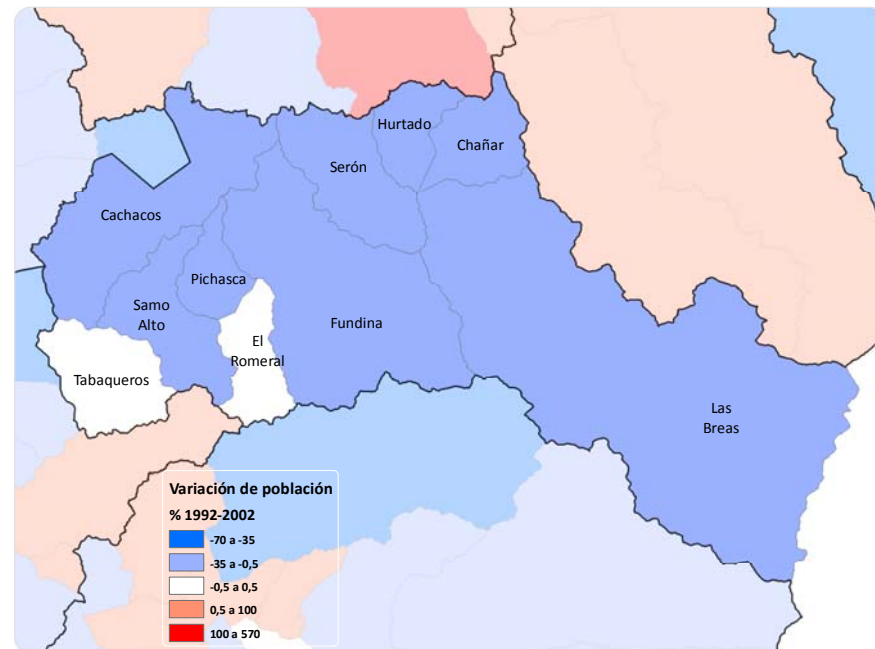 Hurtado
Chañar
Serón
Cachacos
Pichasca
Samo
Alto
Fundina
El
Romeral
Tabaqueros
Las
Breas
Variación de población
% 1992-2002
-70 a -35
-35 a -0,5
-0,5 a 0,5
0,5 a 100
100 a 570